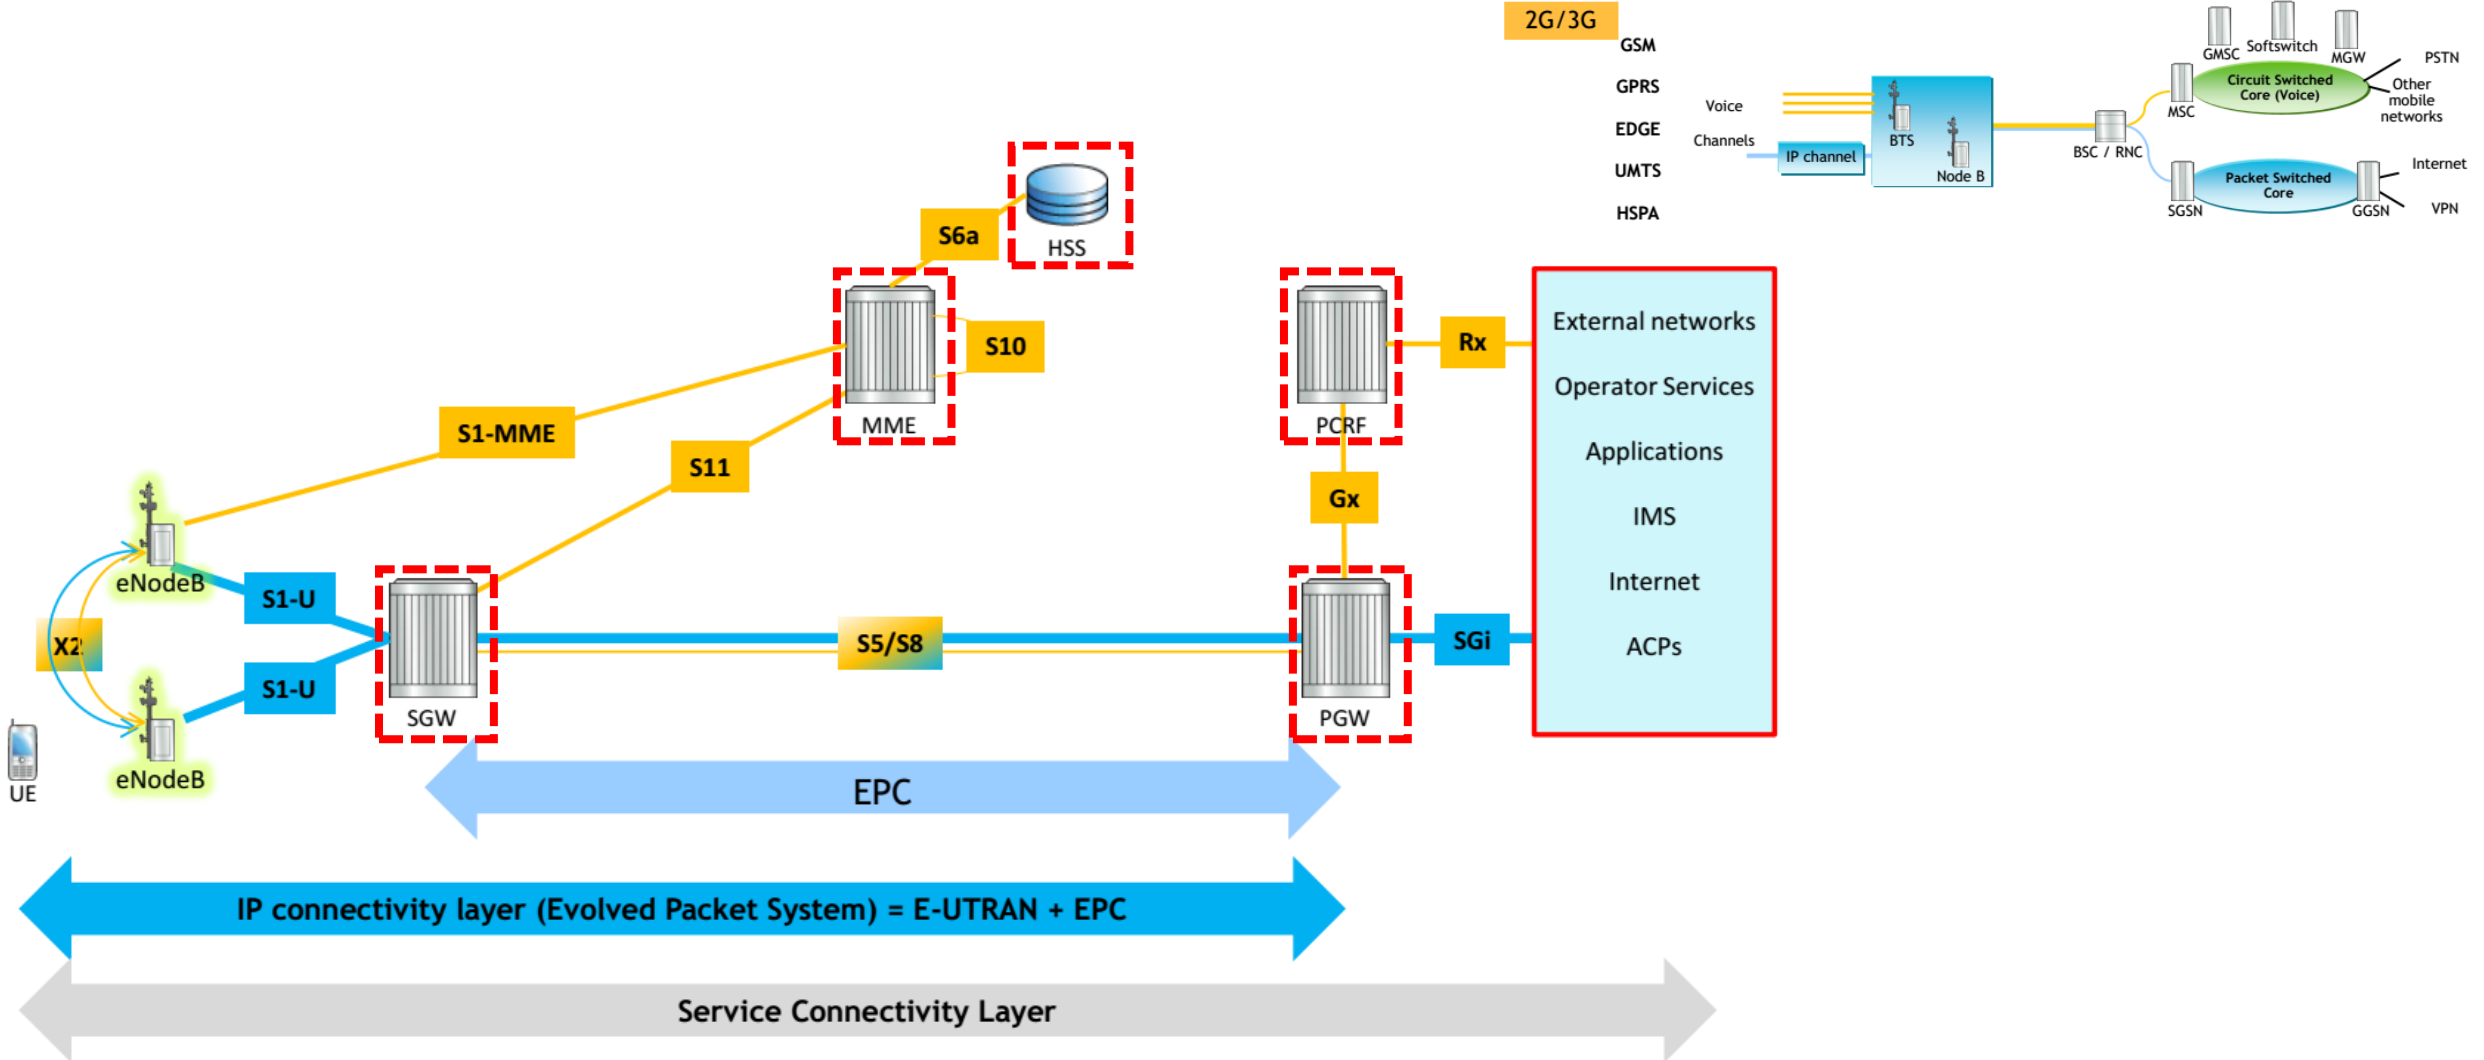 2G/3G
GSM
GPRS
EDGE
UMTS
HSPA
Voice
Channels
IP channel
BTS
Node B
BSC / RNC
GMSC
Softswitch
MGW
MSC
Circuit Switched
Core (Voice)
PSTN
Other
mobile
networks
SGSN
Packet Switched
Core
GGSN
Internet
VPN
HSS
S6a
MME
S10
S1-MME
S11
PCRF
Rx
Gx
External networks
Operator Services
Applications
IMS
Internet
ACPs
eNodeB
S1-U
X2
S1-U
eNodeB
UE
SGW
S5/S8
PGW
SGi
EPC
IP connectivity layer (Evolved Packet System) = E-UTRAN + EPC
Service Connectivity Layer